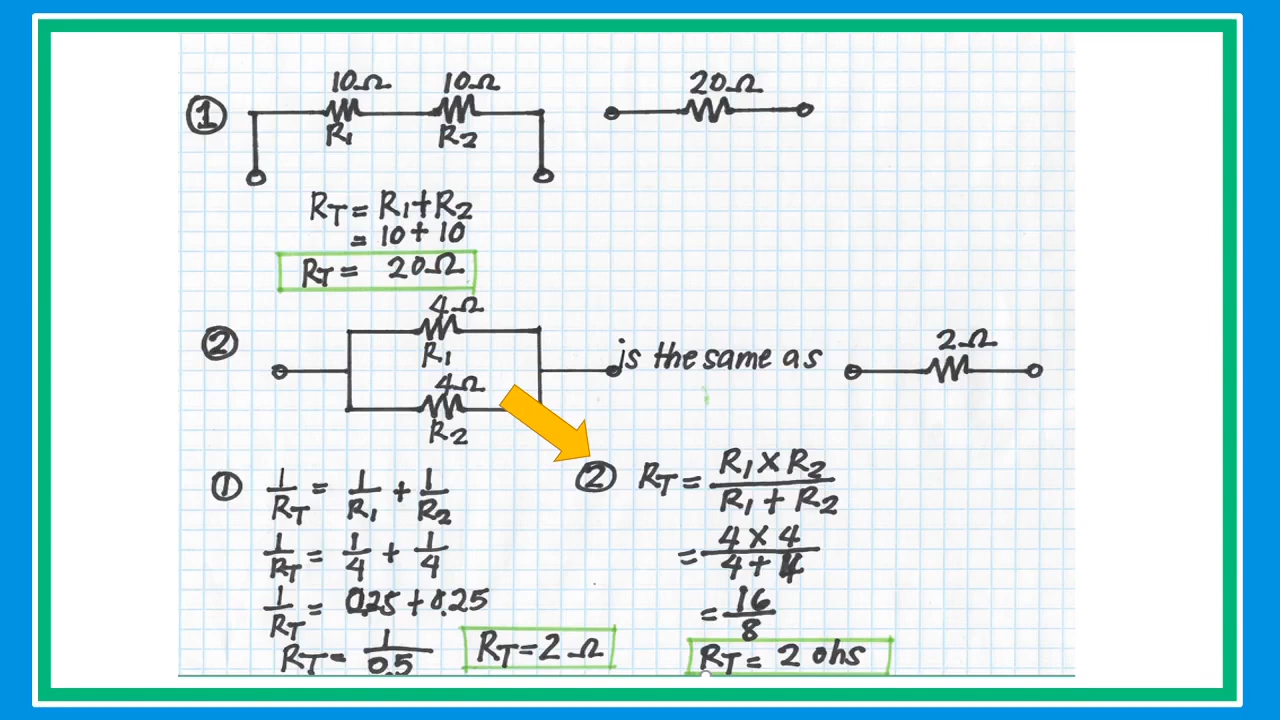 ① 10Ω 10Ω 20Ω
R1 R2
RT = R1+R2
= 10 + 10
RT = 20Ω
② 4Ω
R1 is the same as 2Ω
4Ω
R2
① 1/RT = 1/R1 + 1/R2
1/RT = 1/4 + 1/4
1/RT = 0.25 + 0.25
RT = 1/0.5 RT = 2 Ω
② RT = R1 X R2 / R1 + R2
= 4 X 4 / 4 + 4
= 16/8
RT = 2 ohs